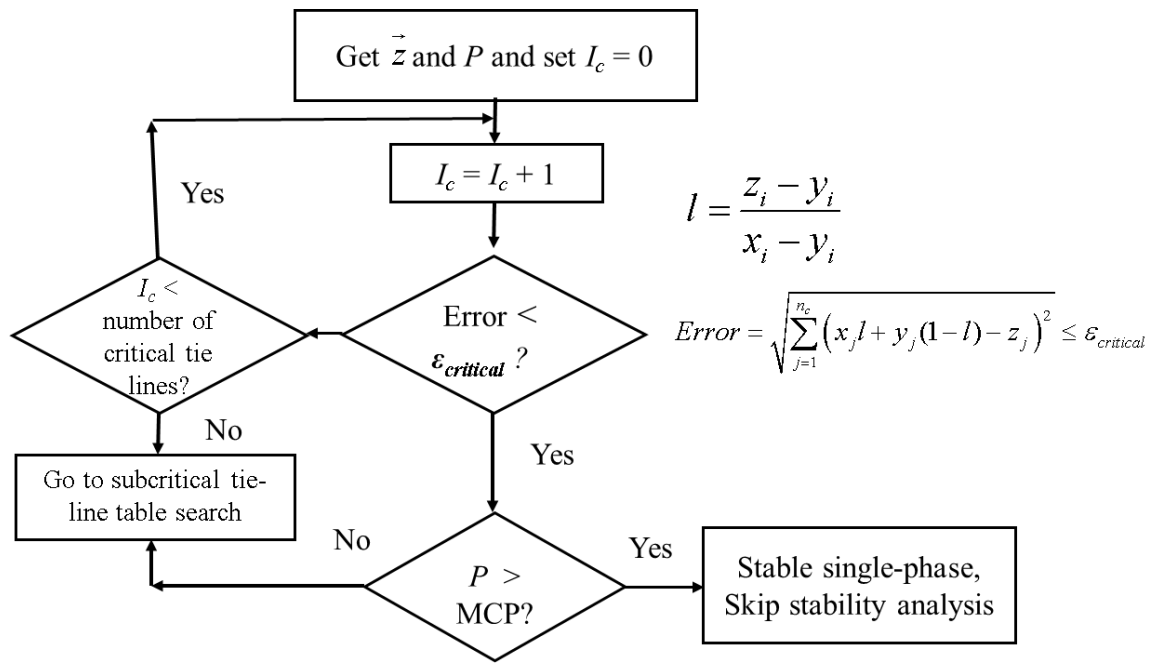 Get z⃗ and P and set I_c = 0
I_c = I_c + 1
Yes
l = (z_i − y_i) / (x_i − y_i)
I_c <
number of
critical tie
lines?
Error <
ε_critical ?
Error = √(∑_{j=1}^{n_c} (x_j l + y_j (1−l) − z_j)²) ≤ ε_critical
No
Yes
Go to subcritical tie-
line table search
No
P >
MCP?
Yes
Stable single-phase,
Skip stability analysis